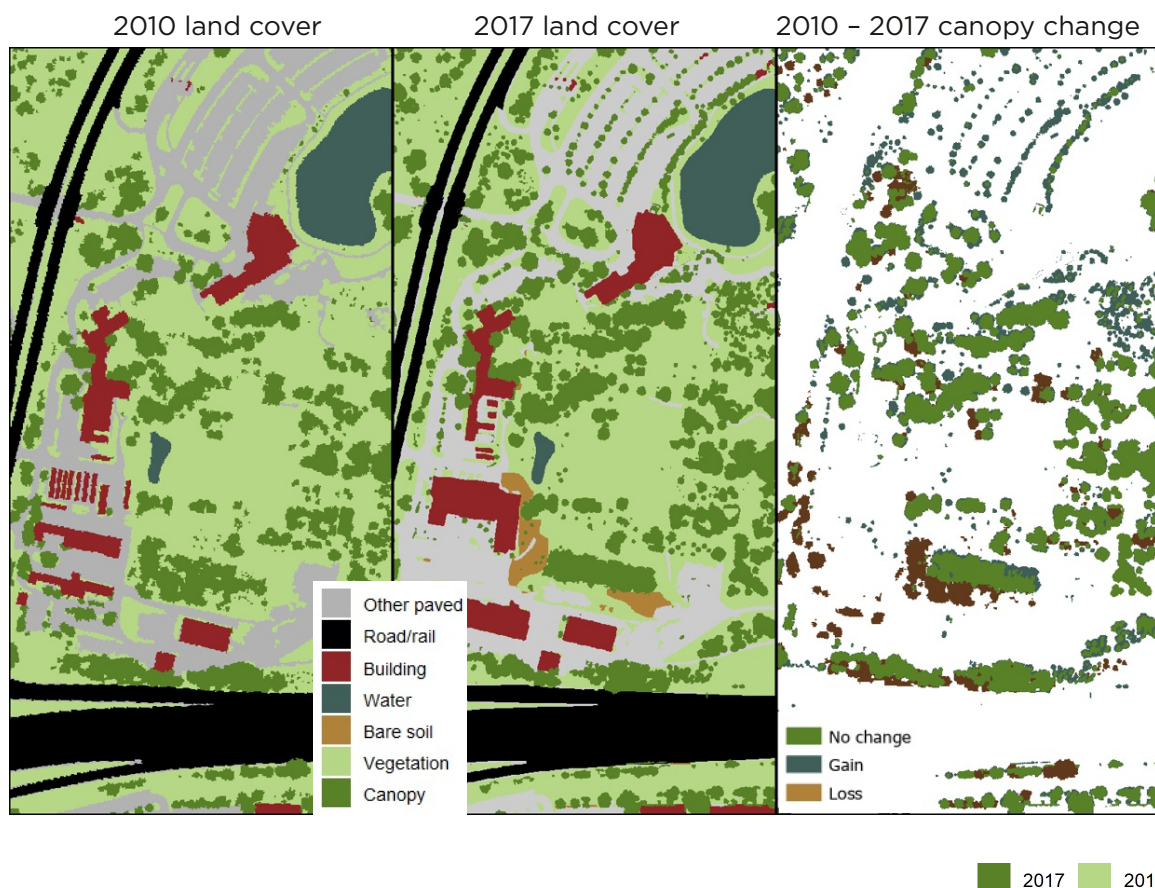 2010 land cover
2017 land cover
2010 – 2017 canopy change
Other paved
Road/rail
Building
Water
Bare soil
Vegetation
Canopy
No change
Gain
Loss
2017
201